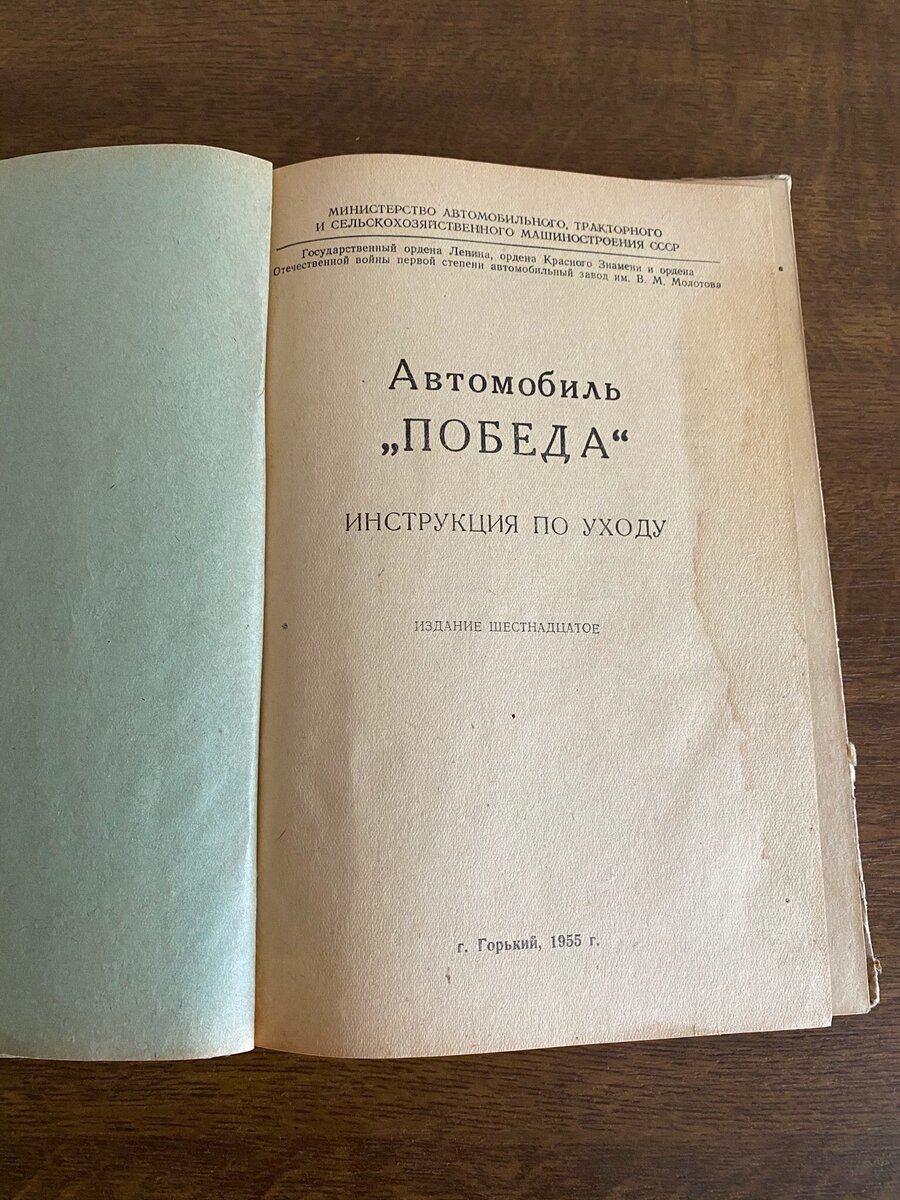 МИНИСТЕРСТВО АВТОМОБИЛЬНОГО, ТРАКТОРНОГО
И СЕЛЬСКОХОЗЯЙСТВЕННОГО МАШИНОСТРОЕНИЯ СССР
Государственный ордена Ленина, ордена Красного Знамени и ордена
Отечественной войны первой степени автомобильный завод им. В. М. Молотова
Автомобиль
„ПОБЕДА“
ИНСТРУКЦИЯ ПО УХОДУ
ИЗДАНИЕ ШЕСТНАДЦАТОЕ
г. Горький, 1955 г.